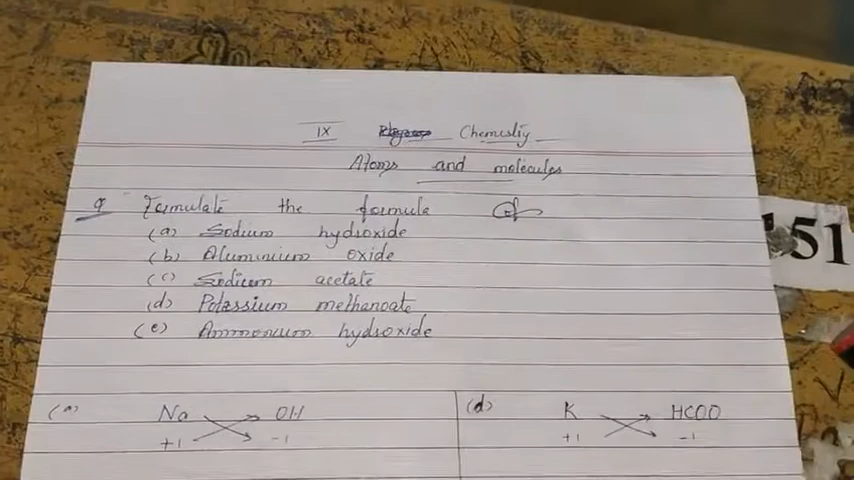 IX Chemistry
Atoms and molecules
Q Formulate the formula of
(a) Sodium hydroxide
(b) Aluminium oxide
(c) Sodium acetate
(d) Potassium methanoate
(e) Ammonium hydroxide
51
(a) Na OH
+1 -1
(d) K HCOO
+1 -1